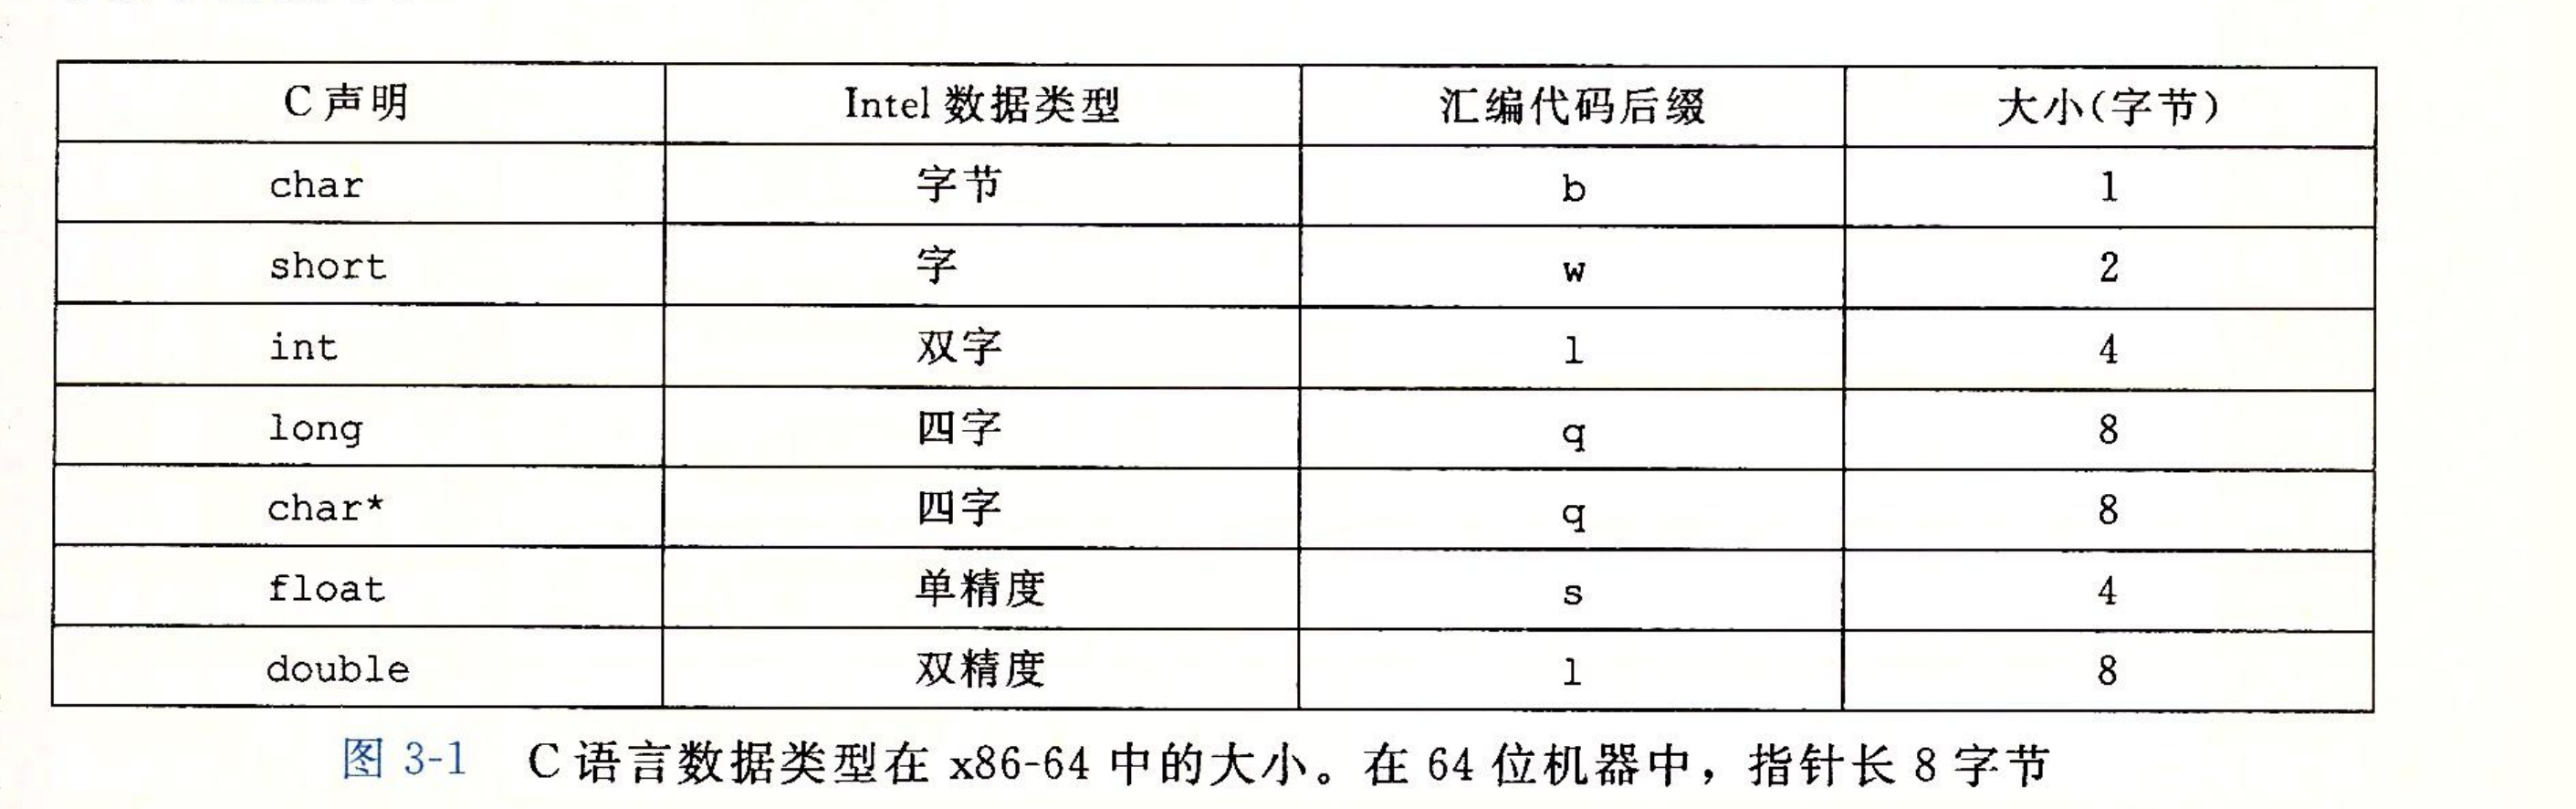 C 声明 Intel 数据类型 汇编代码后缀 大小(字节)
char 字节 b 1
short 字 w 2
int 双字 l 4
long 四字 q 8
char* 四字 q 8
float 单精度 s 4
double 双精度 l 8
图 3-1 C 语言数据类型在 x86-64 中的大小。在 64 位机器中，指针长 8 字节